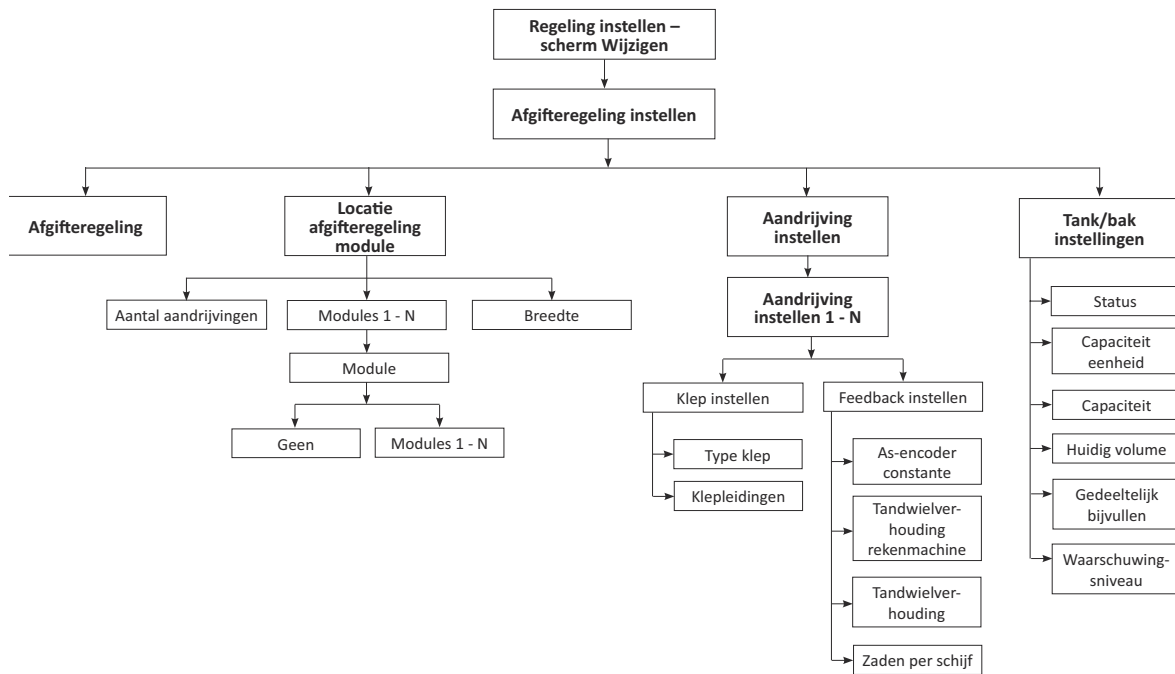 Regeling instellen –
scherm Wijzigen
Afgifteregeling instellen
Afgifteregeling
Locatie
afgifteregeling
module
Aandrijving
instellen
Tank/bak
instellingen
Aantal aandrijvingen
Modules 1 - N
Breedte
Module
Geen
Modules 1 - N
Aandrijving
instellen 1 - N
Klep instellen
Type klep
Klepleidingen
Feedback instellen
As-encoder
constante
Tandwielver-
houding
rekenmachine
Tandwielver-
houding
Zaden per schijf
Status
Capaciteit
eenheid
Capaciteit
Huidig volume
Gedeeltelijk
bijvullen
Waarschuwing-
sniveau